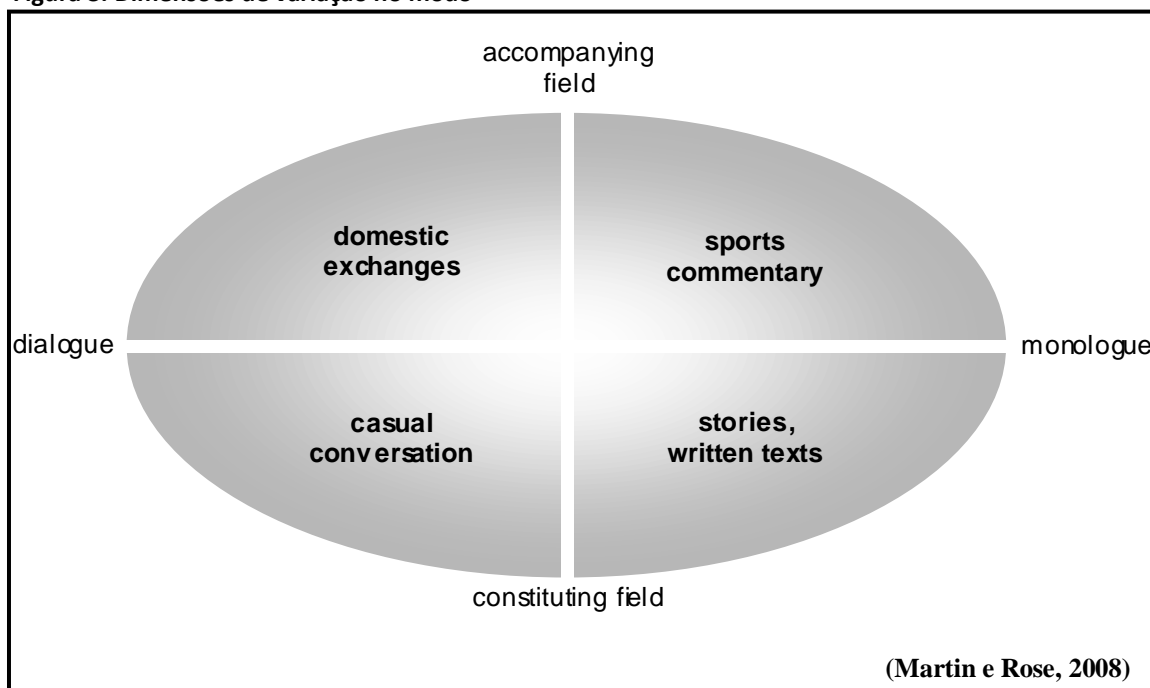 Figura Dimensões de variação no modo
accompanying
field
domestic
exchanges
sports
commentary
dialogue
monologue
casual
conversation
stories,
written texts
constituting field
(Martin e Rose, 2008)